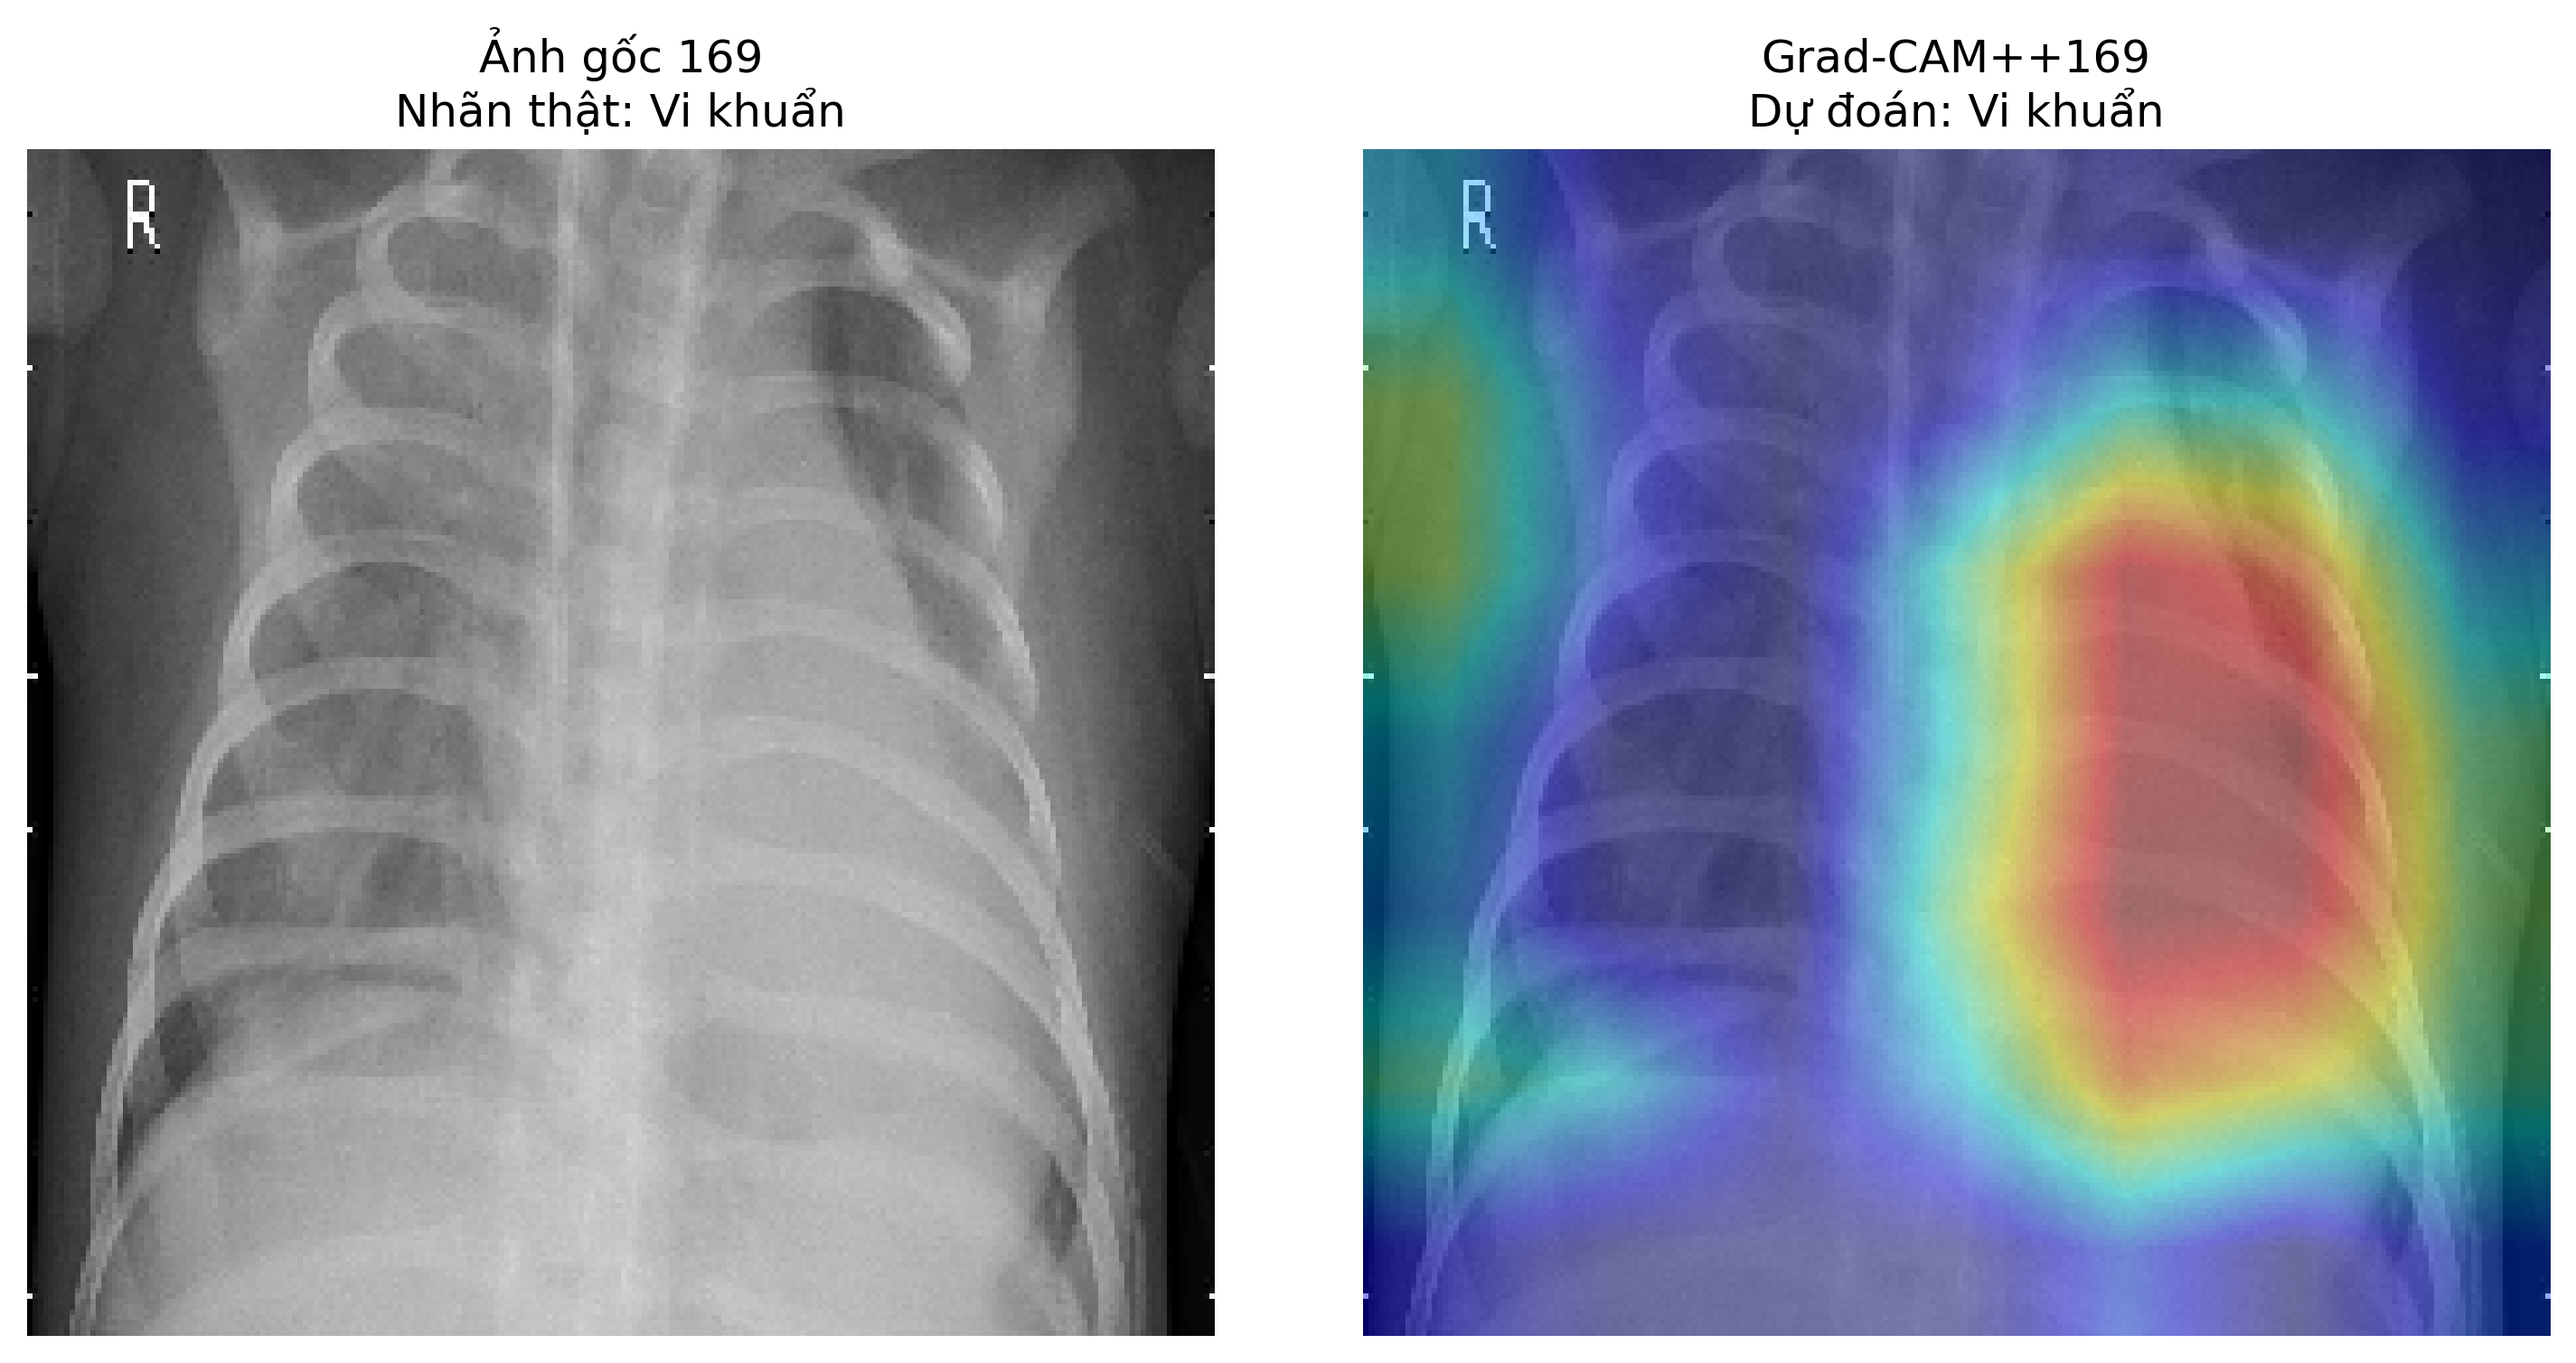 Ảnh gốc 169
Nhãn thật: Vi khuẩn
R
Grad-CAM++169
Dự đoán: Vi khuẩn
R